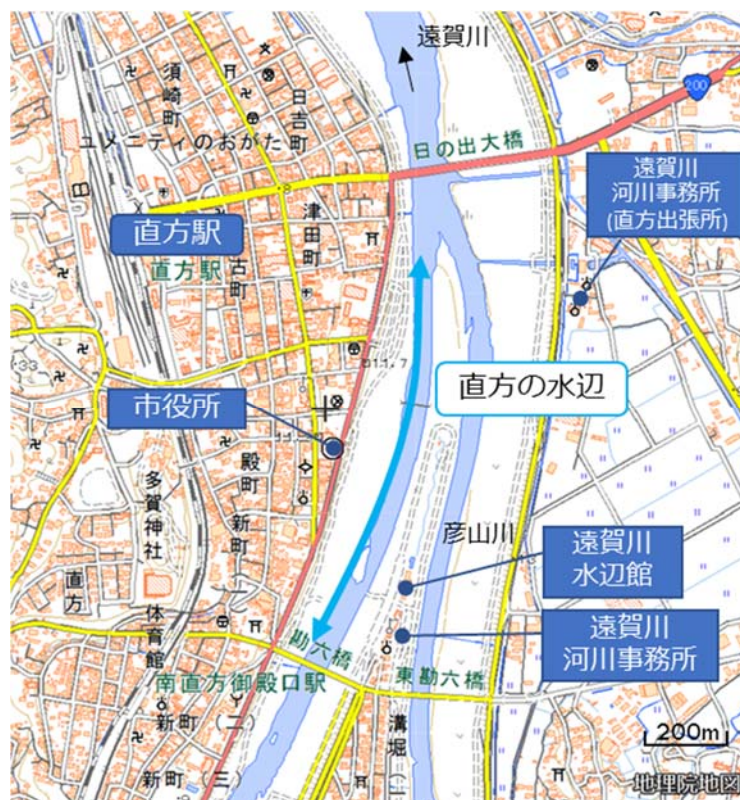 遠賀川
須崎町
日吉町
200
ユメニティのおがた
日の出大橋
遠賀川
河川事務所
(直方出張所)
直方駅
津田町
直方駅
古町
11.7
直方の水辺
市役所
殿町
多賀神社
新町
彦山川
遠賀川
水辺館
直方
体育館
遠賀川
河川事務所
勘六橋
南直方御殿口駅
東勘六橋
新町(二)
溝堀(一
200m
新町(三)
地理院地図